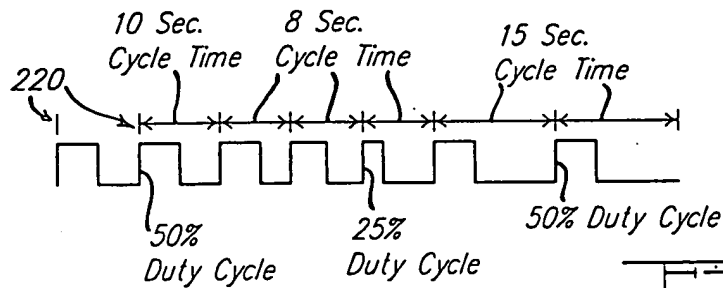 10 Sec.
Cycle Time
8 Sec.
Cycle Time
15 Sec.
Cycle Time
220
50%
Duty Cycle
25%
Duty Cycle
50% Duty Cycle